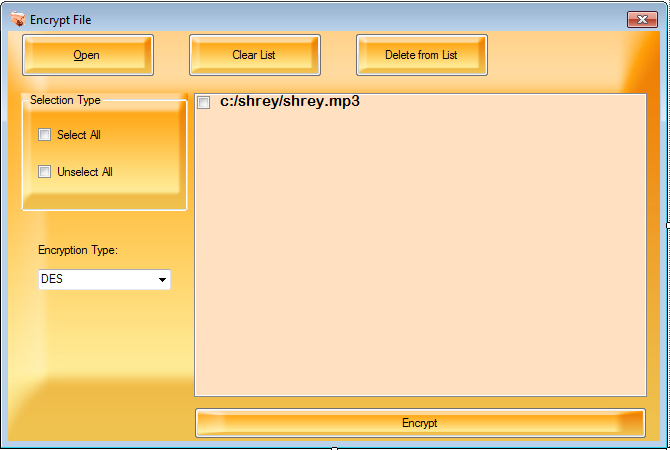 Encrypt File
Open
Clear List
Delete from List
Selection Type
Select All
Unselect All
c:/shrey/shrey.mp3
Encryption Type:
DES
Encrypt